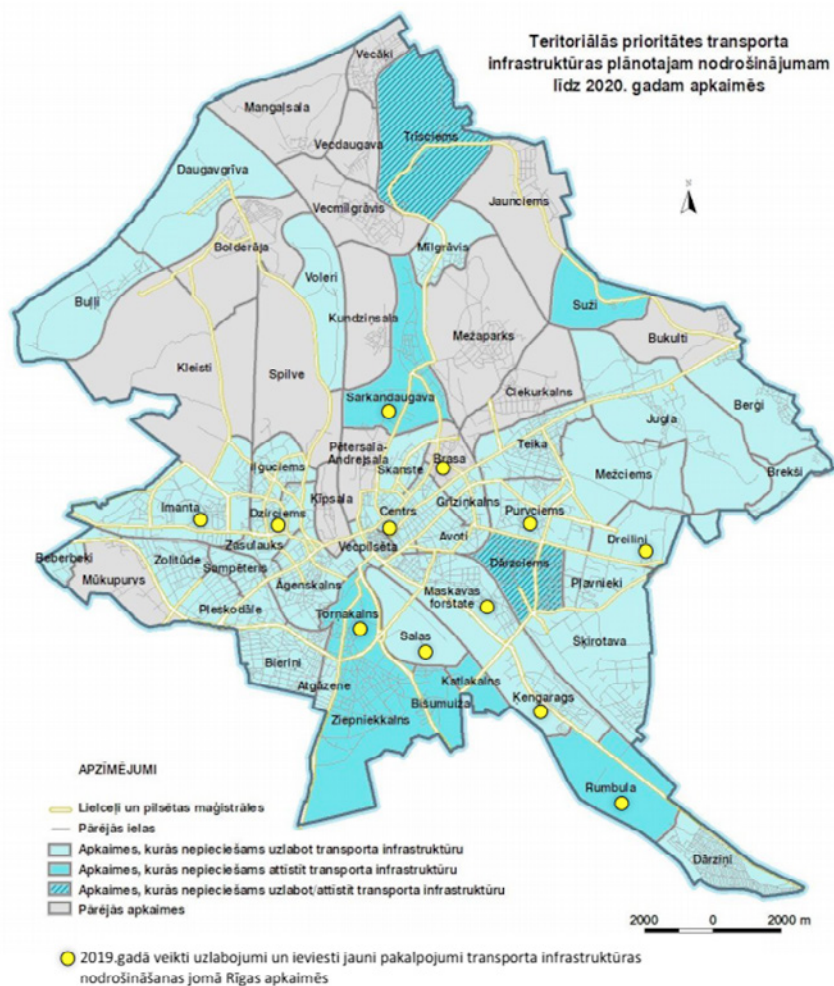 Teritoriālās prioritātes transporta
infrastruktūras plānotajam nodrošinājumam
līdz 2020. gadam apkaimēs
Vecāki
Mangaļsala
Trīsciems
Vecdaugava
Daugavgrīva
Jaunciems
Vecmīlgrāvis
Bolderāja
Mīlgrāvis
Voleri
Buļļi
Suži
Kundziņsala
Mežaparks
Bukulti
Kleisti
Spilve
Čiekurkalns
Sarkandaugava
Jugla
Berģi
Teika
Pētersala-
Andrejsala
Brasa
Skanste
Mežciems
Iļģuciems
Brekši
Ķīpsala
Grīziņkalns
Imanta
Dzirciems
Centrs
Purvciems
Avoti
Dreiliņi
Zasulauks
Vecpilsēta
Beberbeķi
Zolitūde
Sampēteris
Dārzciems
Mūkupurvs
Āgenskalns
Pļavnieki
Maskavas
forštate
Pleskodāle
Torņakalns
Salas
Šķirotava
Bieriņi
Katlakalns
Atgāzene
Bišumuiža
Ķengarags
Ziepniekkalns
Rumbula
Dārziņi
APZĪMĒJUMI
Lielceļi un pilsētas maģistrāles
Pārējās ielas
Apkaimes, kurās nepieciešams uzlabot transporta infrastruktūru
Apkaimes, kurās nepieciešams attīstīt transporta infrastruktūru
Apkaimes, kurās nepieciešams uzlabot/attīstīt transporta infrastruktūru
Pārējās apkaimes
2000 0 2000 m
2019.gadā veikti uzlabojumi un ieviesti jauni pakalpojumi transporta infrastruktūras
nodrošināšanas jomā Rīgas apkaimēs